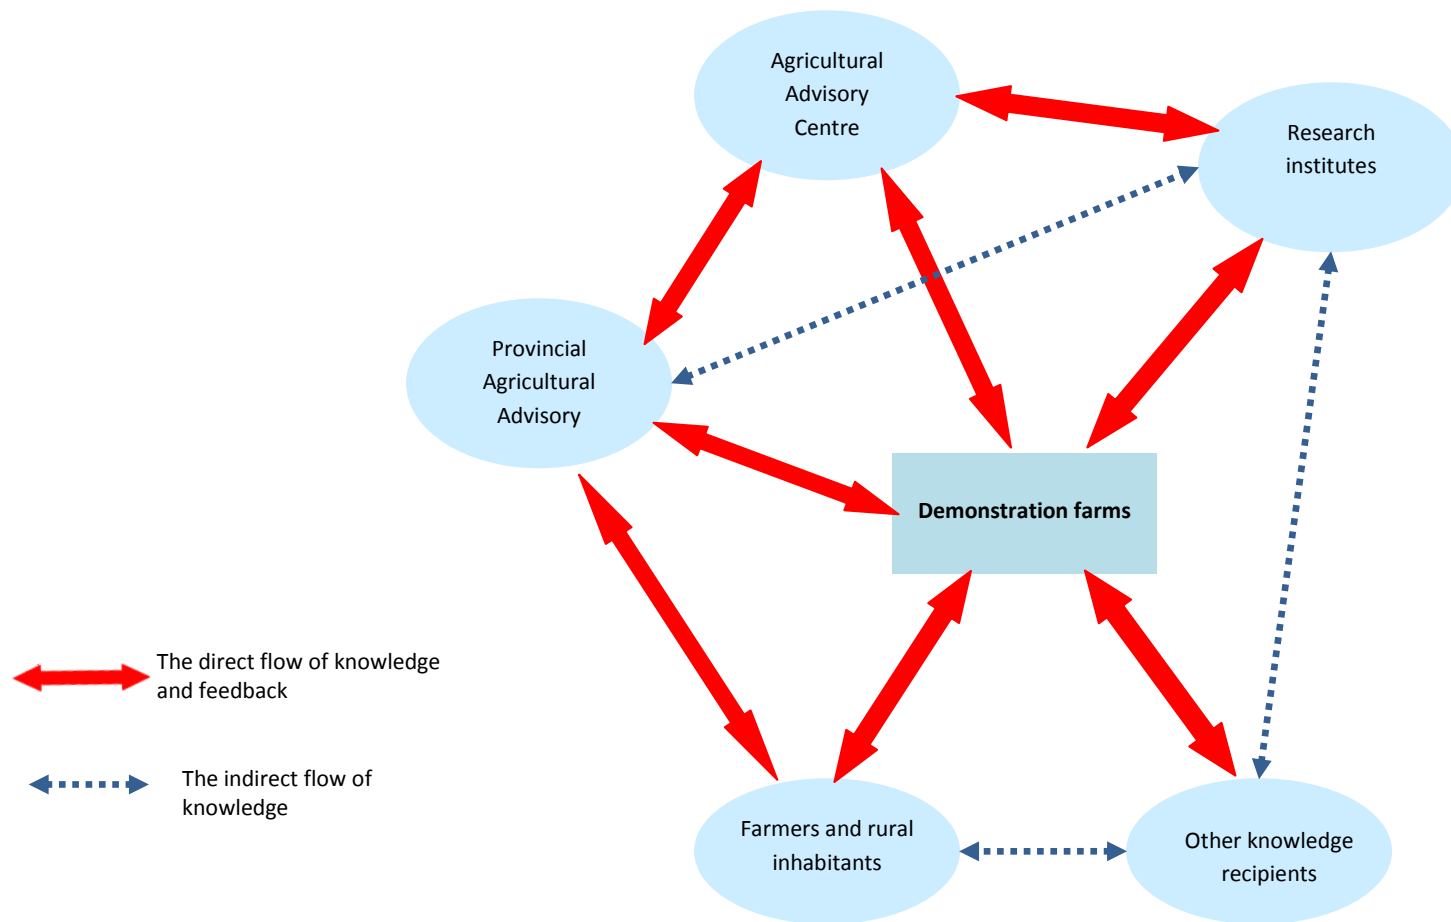 Agricultural
Advisory
Centre
Research
institutes
Provincial
Agricultural
Advisory
Demonstration farms
The direct flow of knowledge
and feedback
The indirect flow of
knowledge
Farmers and rural
inhabitants
Other knowledge
recipients